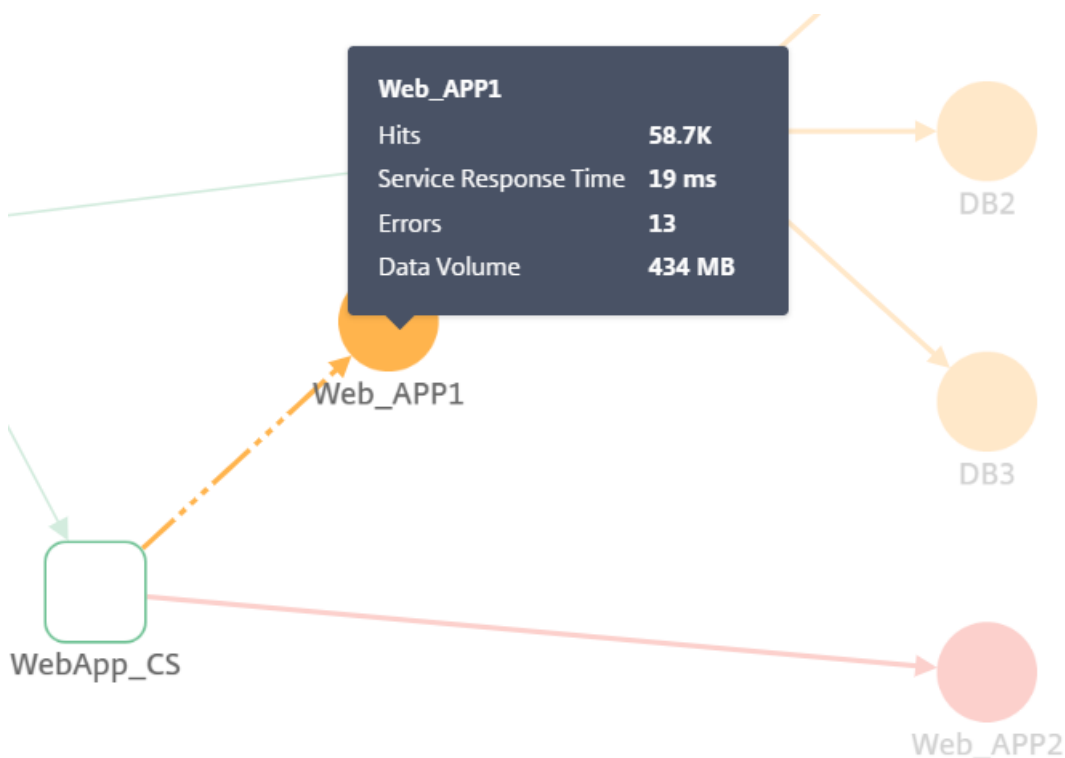 Web_APP1
Hits 58.7K
Service Response Time 19 ms
Errors 13
Data Volume 434 MB
DB2
Web_APP1
DB3
WebApp_CS
Web_APP2